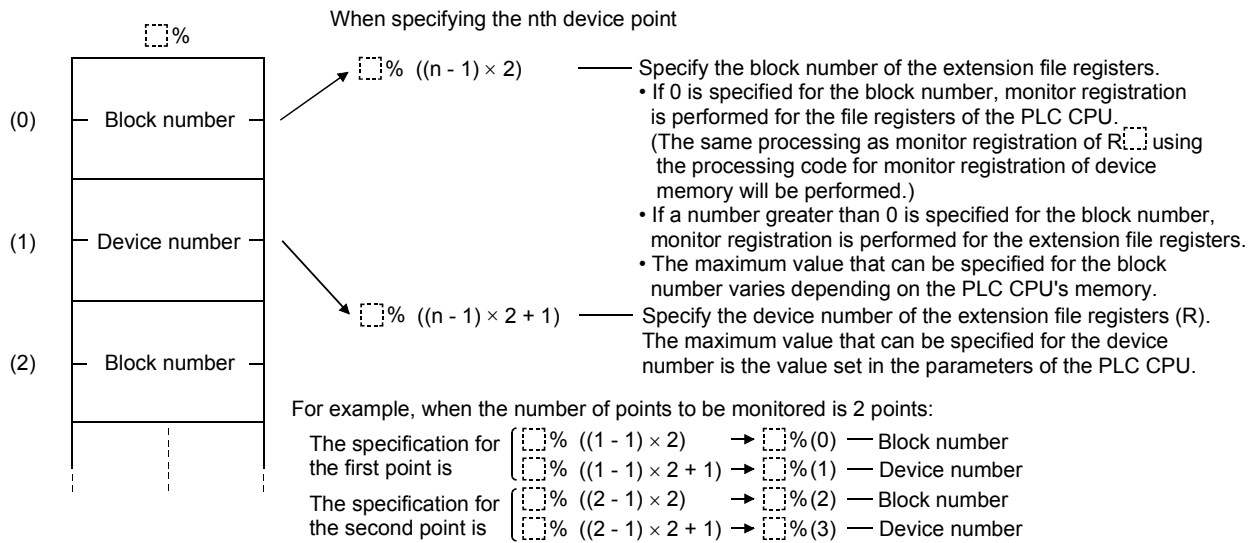 When specifying the nth device point
%
% ((n - 1) × 2)
Specify the block number of the extension file registers.
• If 0 is specified for the block number, monitor registration
is performed for the file registers of the PLC CPU.
(The same processing as monitor registration of R using
the processing code for monitor registration of device
memory will be performed.)
• If a number greater than 0 is specified for the block number,
monitor registration is performed for the extension file registers.
• The maximum value that can be specified for the block
number varies depending on the PLC CPU's memory.
(0) Block number
(1) Device number
(2) Block number
% ((n - 1) × 2 + 1)
Specify the device number of the extension file registers (R).
The maximum value that can be specified for the device
number is the value set in the parameters of the PLC CPU.
For example, when the number of points to be monitored is 2 points:
The specification for
the first point is
% ((1 - 1) × 2) → %(0) — Block number
% ((1 - 1) × 2 + 1) → %(1) — Device number
The specification for
the second point is
% ((2 - 1) × 2) → %(2) — Block number
% ((2 - 1) × 2 + 1) → %(3) — Device number